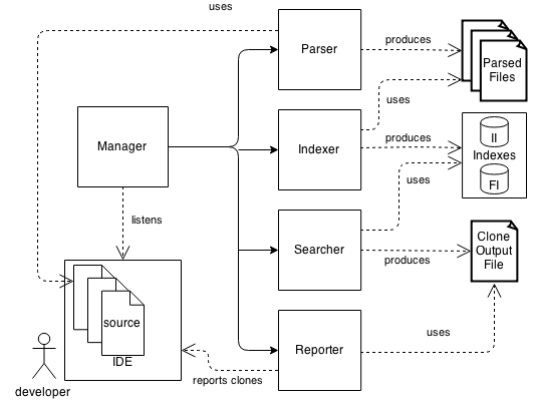 uses
Parser
produces
Parsed
Files
uses
Manager
Indexer
produces
II
Indexes
FI
uses
listens
Searcher
produces
Clone
Output
File
source
IDE
Reporter
uses
reports clones
developer